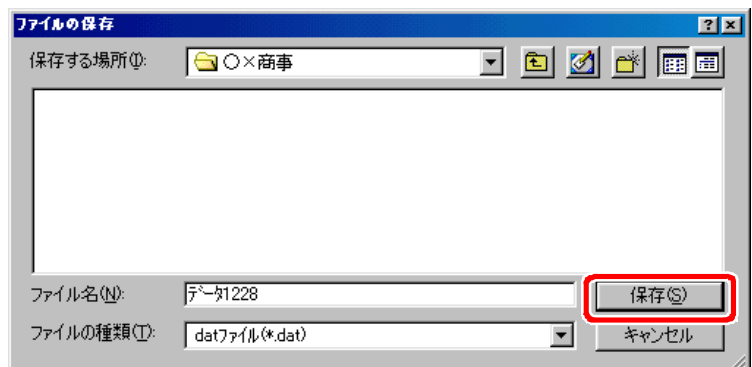 ファイルの保存
保存する場所(I): ○×商事
ファイル名(N): ﾃﾞｰﾀ1228 保存(S)
ファイルの種類(T): datファイル(*.dat) キャンセル